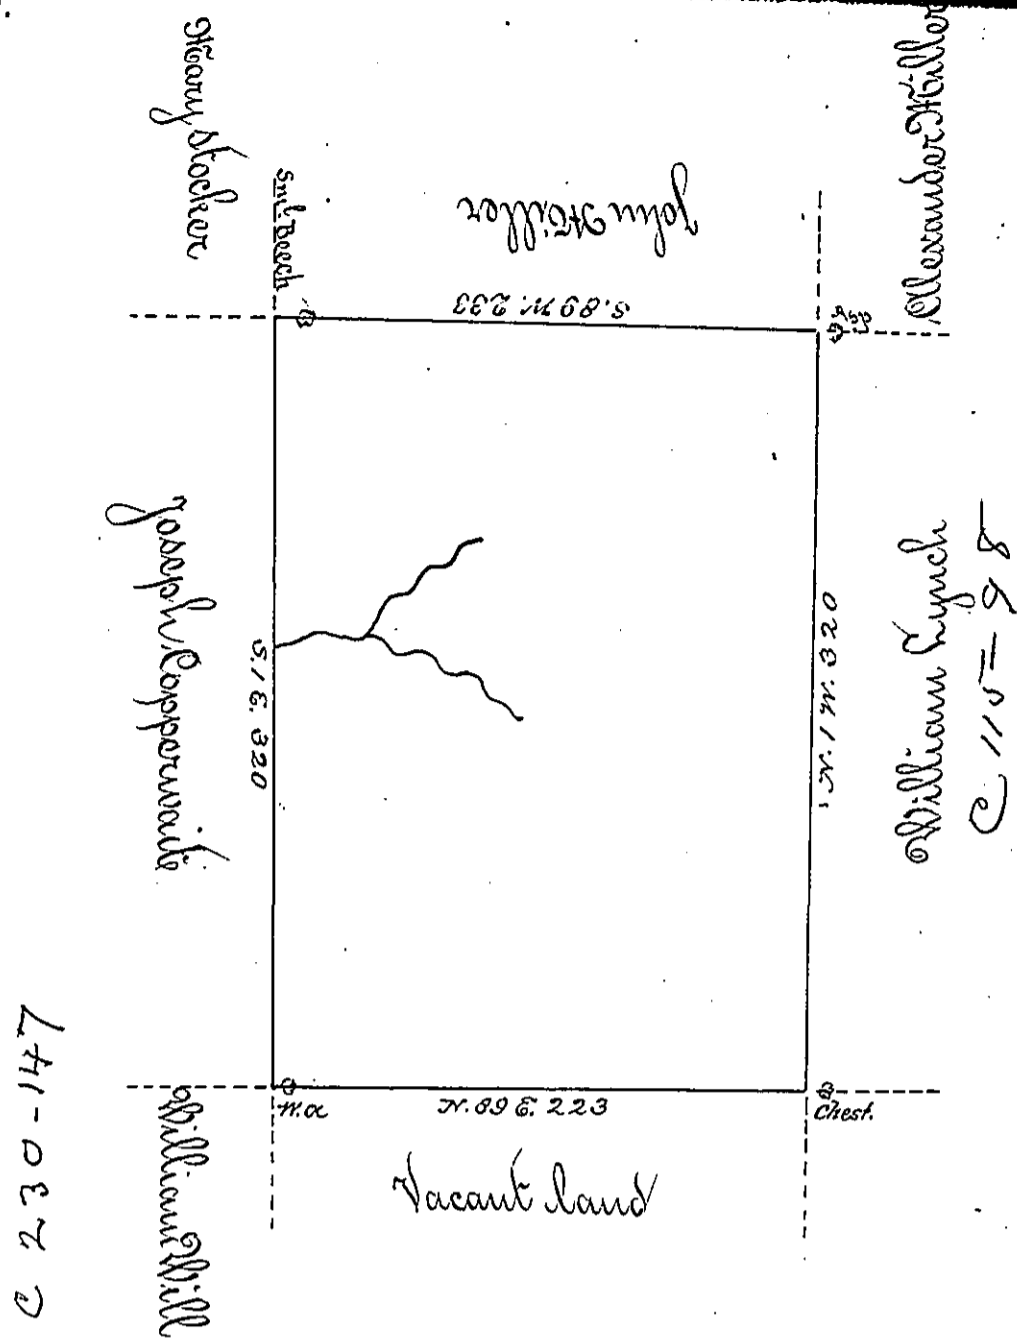 Mary Stocker
Sml. Beech
John Miller
Alexander Miller
S. 89 W. 233
Joseph Copperwaite
S. 1 E. 320
N. 1 W. 320
William Lynch
C 115-98
C 230-147
William Will
W.O
N. 89 E. 223
Chest.
Vacant land